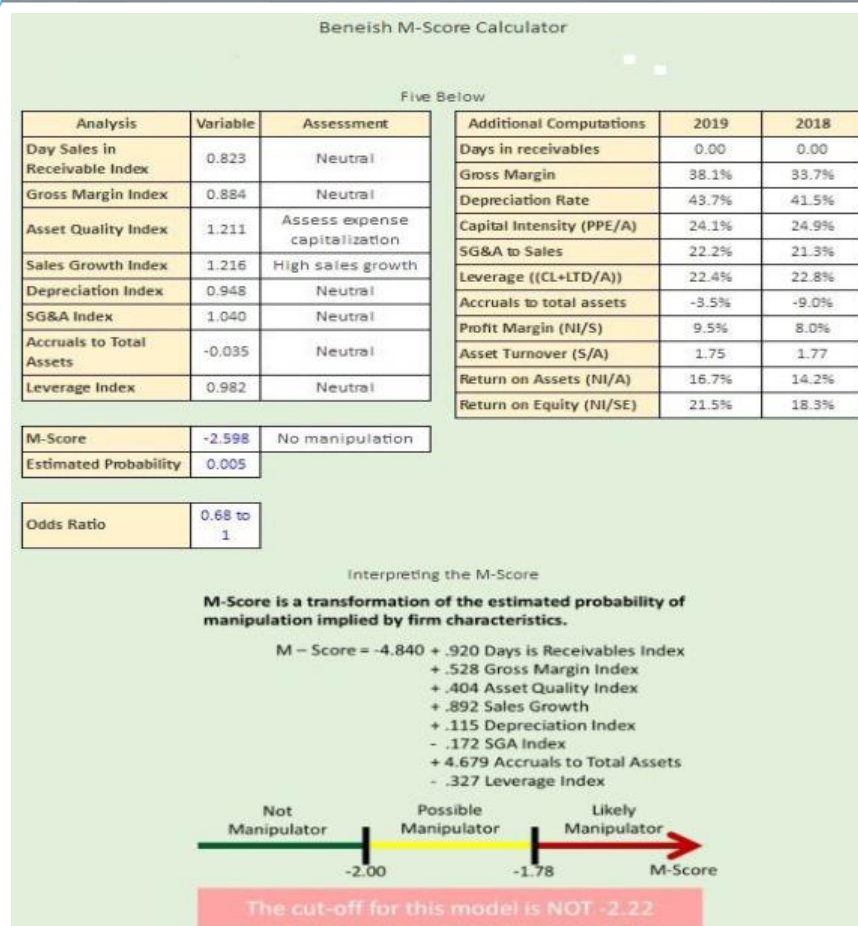 Beneish M-Score Calculator
Five Below
Analysis Variable Assessment
Day Sales in
Receivable Index 0.823 Neutral
Gross Margin Index 0.884 Neutral
Asset Quality Index 1.211 Assess expense
capitalization
Sales Growth Index 1.216 High sales growth
Depreciation Index 0.948 Neutral
SG&A Index 1.040 Neutral
Accruals to Total
Assets -0.035 Neutral
Leverage Index 0.982 Neutral
M-Score -2.598 No manipulation
Estimated Probability 0.005
Odds Ratio 0.68 to
1
Additional Computations 2019 2018
Days in receivables 0.00 0.00
Gross Margin 38.1% 33.7%
Depreciation Rate 43.7% 41.5%
Capital Intensity (PPE/A) 24.1% 24.9%
SG&A to Sales 22.2% 21.3%
Leverage ((CL+LTD/A)) 22.4% 22.8%
Accruals to total assets -3.5% -9.0%
Profit Margin (NI/S) 9.5% 8.0%
Asset Turnover (S/A) 1.75 1.77
Return on Assets (NI/A) 16.7% 14.2%
Return on Equity (NI/SE) 21.5% 18.3%
Interpreting the M-Score
M-Score is a transformation of the estimated probability of
manipulation implied by firm characteristics.
M – Score = -4.840 + .920 Days is Receivables Index
+ .528 Gross Margin Index
+ .404 Asset Quality Index
+ .892 Sales Growth
+ .115 Depreciation Index
- .172 SGA Index
+ 4.679 Accruals to Total Assets
- .327 Leverage Index
Not
Manipulator
Possible
Manipulator
Likely
Manipulator
-2.00 -1.78 M-Score
The cut-off for this model is NOT -2.22